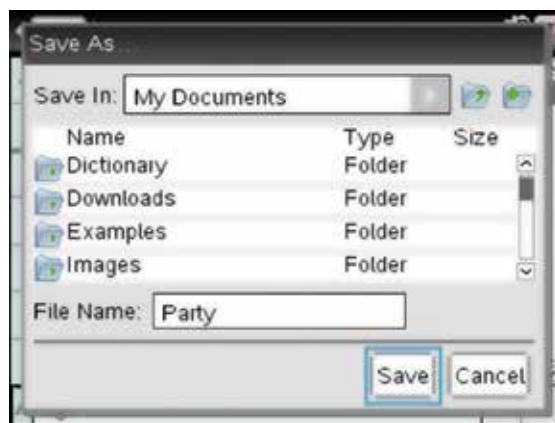 Save As...
Save In: My Documents
Name Type Size
Dictionary Folder
Downloads Folder
Examples Folder
Images Folder
File Name: Party
Save Cancel